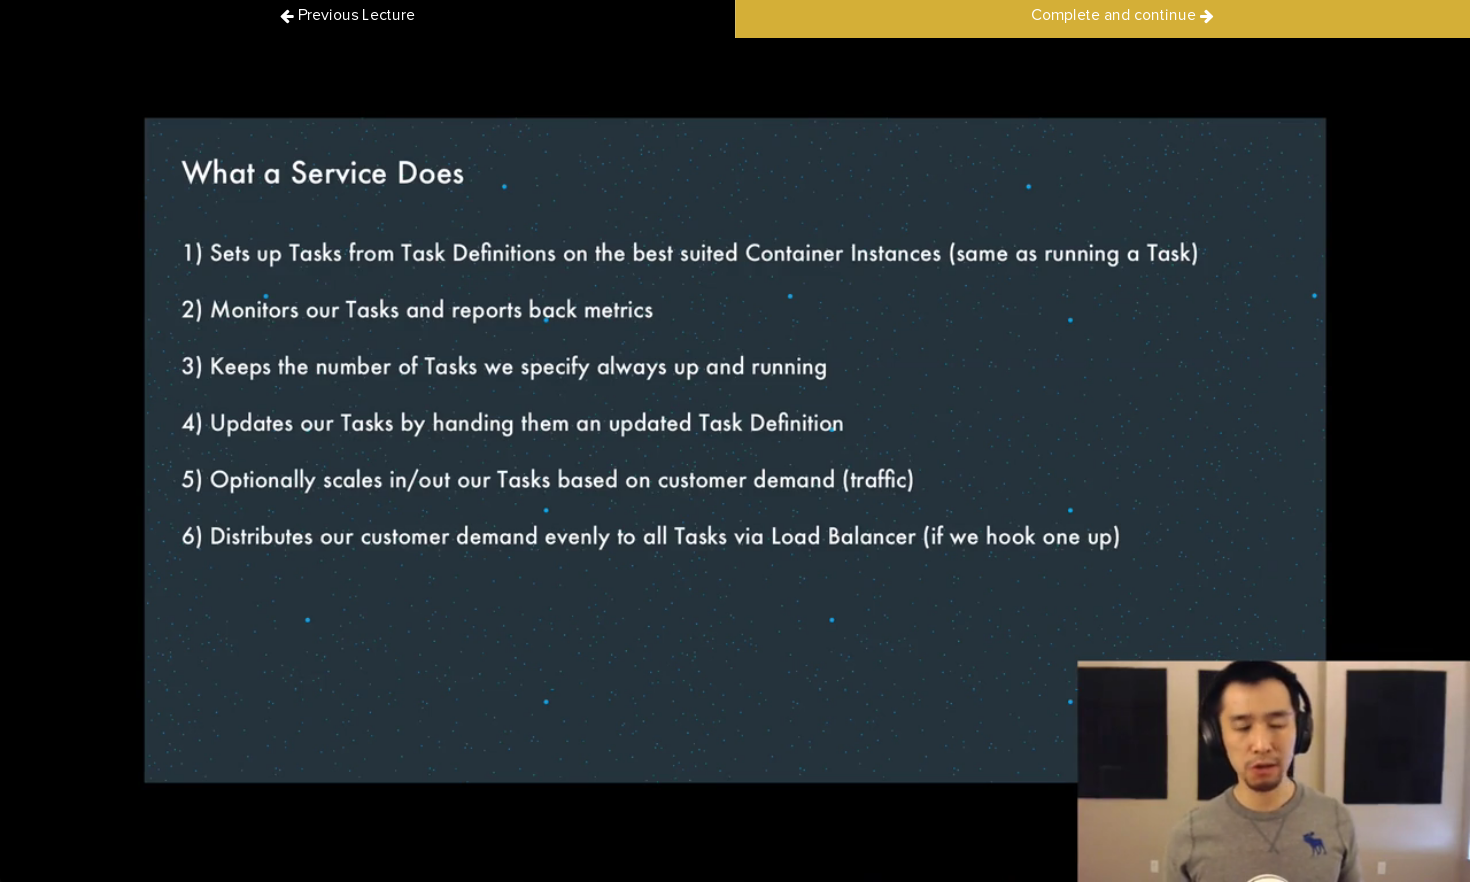 Previous Lecture
Complete and continue
What a Service Does
1) Sets up Tasks from Task Definitions on the best suited Container Instances (same as running a Task)
2) Monitors our Tasks and reports back metrics
3) Keeps the number of Tasks we specify always up and running
4) Updates our Tasks by handing them an updated Task Definition
5) Optionally scales in/out our Tasks based on customer demand (traffic)
6) Distributes our customer demand evenly to all Tasks via Load Balancer (if we hook one up)